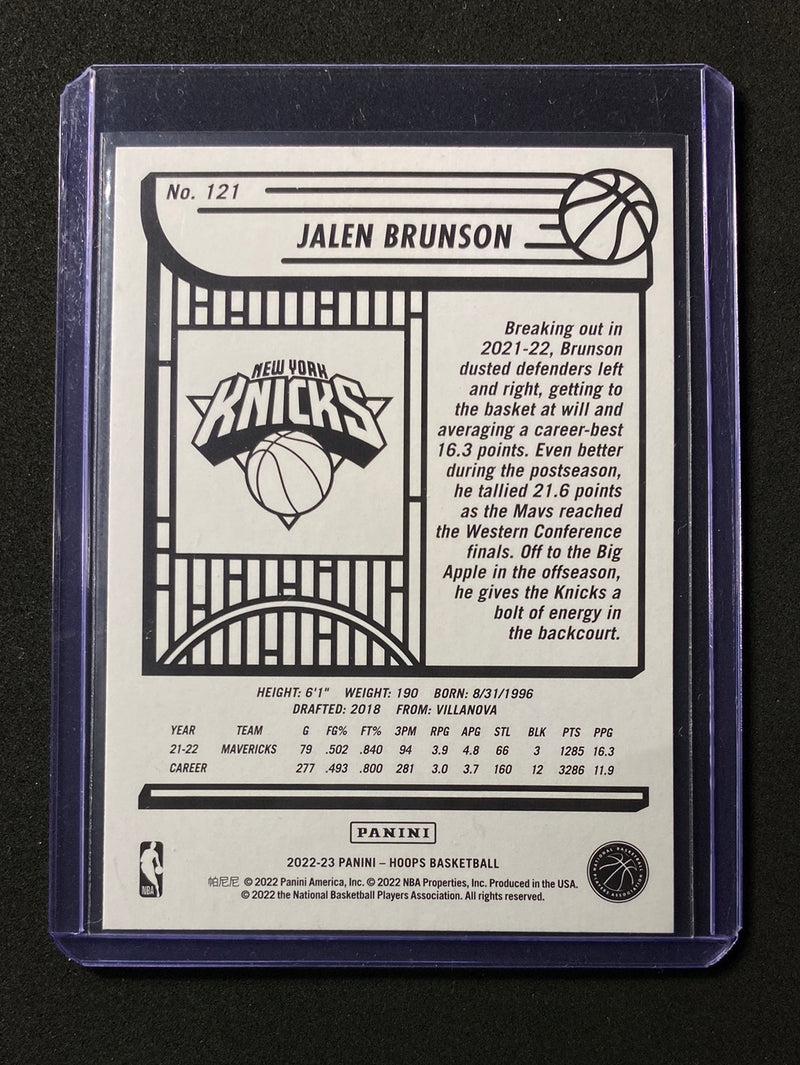 No. 121
JALEN BRUNSON
NEW YORK
KNICKS
Breaking out in
2021-22, Brunson
dusted defenders left
and right, getting to
the basket at will and
averaging a career-best
16.3 points. Even better
during the postseason,
he tallied 21.6 points
as the Mavs reached
the Western Conference
finals. Off to the Big
Apple in the offseason,
he gives the Knicks a
bolt of energy in
the backcourt.
HEIGHT: 6'1" WEIGHT: 190 BORN: 8/31/1996
DRAFTED: 2018 FROM: VILLANOVA
YEAR TEAM G FG% FT% 3PM RPG APG STL BLK PTS PPG
21-22 MAVERICKS 79 .502 .840 94 3.9 4.8 66 3 1285 16.3
CAREER 277 .493 .800 281 3.0 3.7 160 12 3286 11.9
PANINI
2022-23 PANINI – HOOPS BASKETBALL
帕尼尼 © 2022 Panini America, Inc. © 2022 NBA Properties, Inc. Produced in the USA.
© 2022 the National Basketball Players Association. All rights reserved.
NBA
NATIONAL BASKETBALL
PLAYERS ASSOCIATION